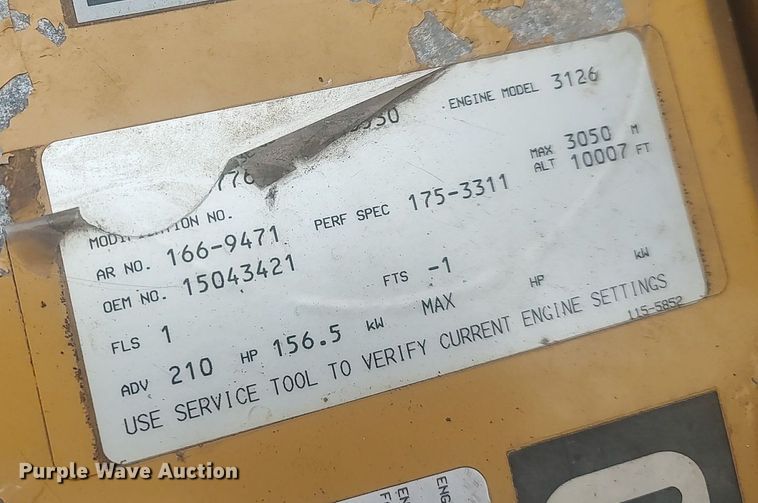 ENGINE MODEL 3126
MAX 3050 M
ALT 10007 FT
NO.
AR NO. 166-9471 PERF SPEC 175-3311
OEM NO. 15043421
FLS 1 FTS -1
ADV 210 HP 156.5 kW MAX HP kW
USE SERVICE TOOL TO VERIFY CURRENT ENGINE SETTINGS
115-5852
Purple Wave Auction